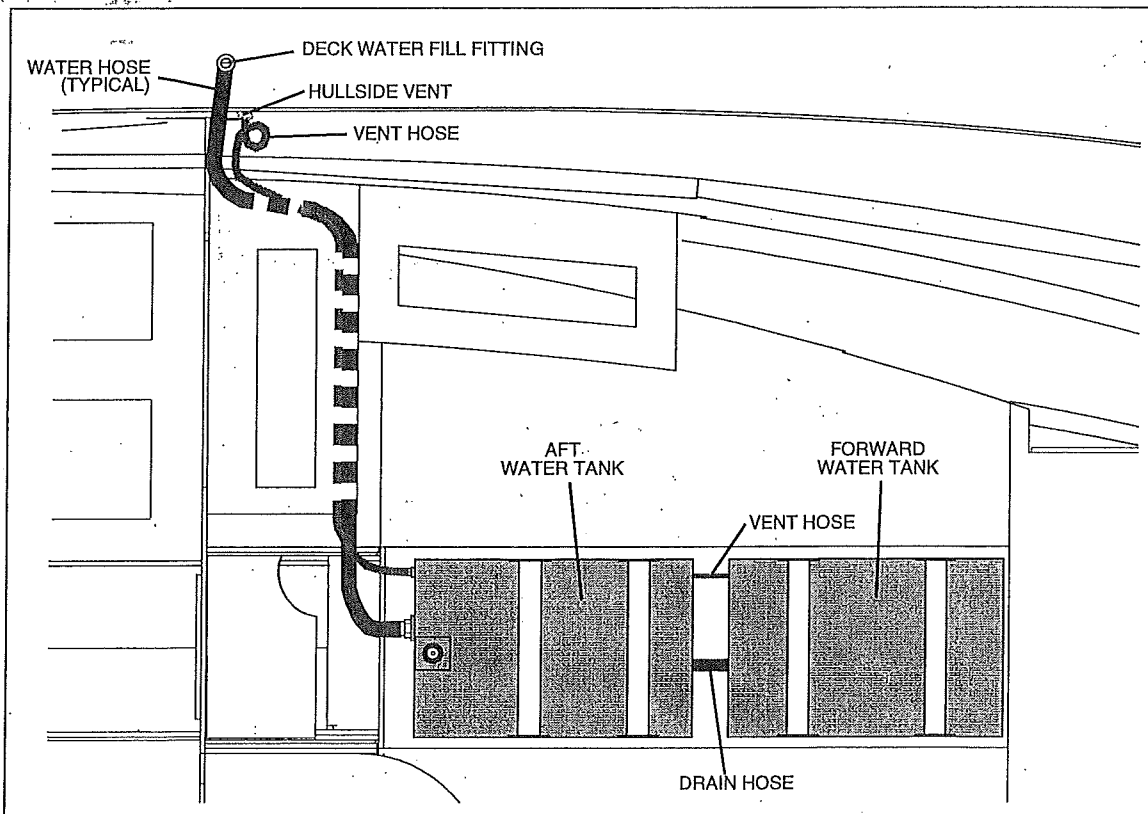 DECK WATER FILL FITTING
WATER HOSE
(TYPICAL)
HULLSIDE VENT
VENT HOSE
AFT
WATER TANK
FORWARD
WATER TANK
VENT HOSE
DRAIN HOSE